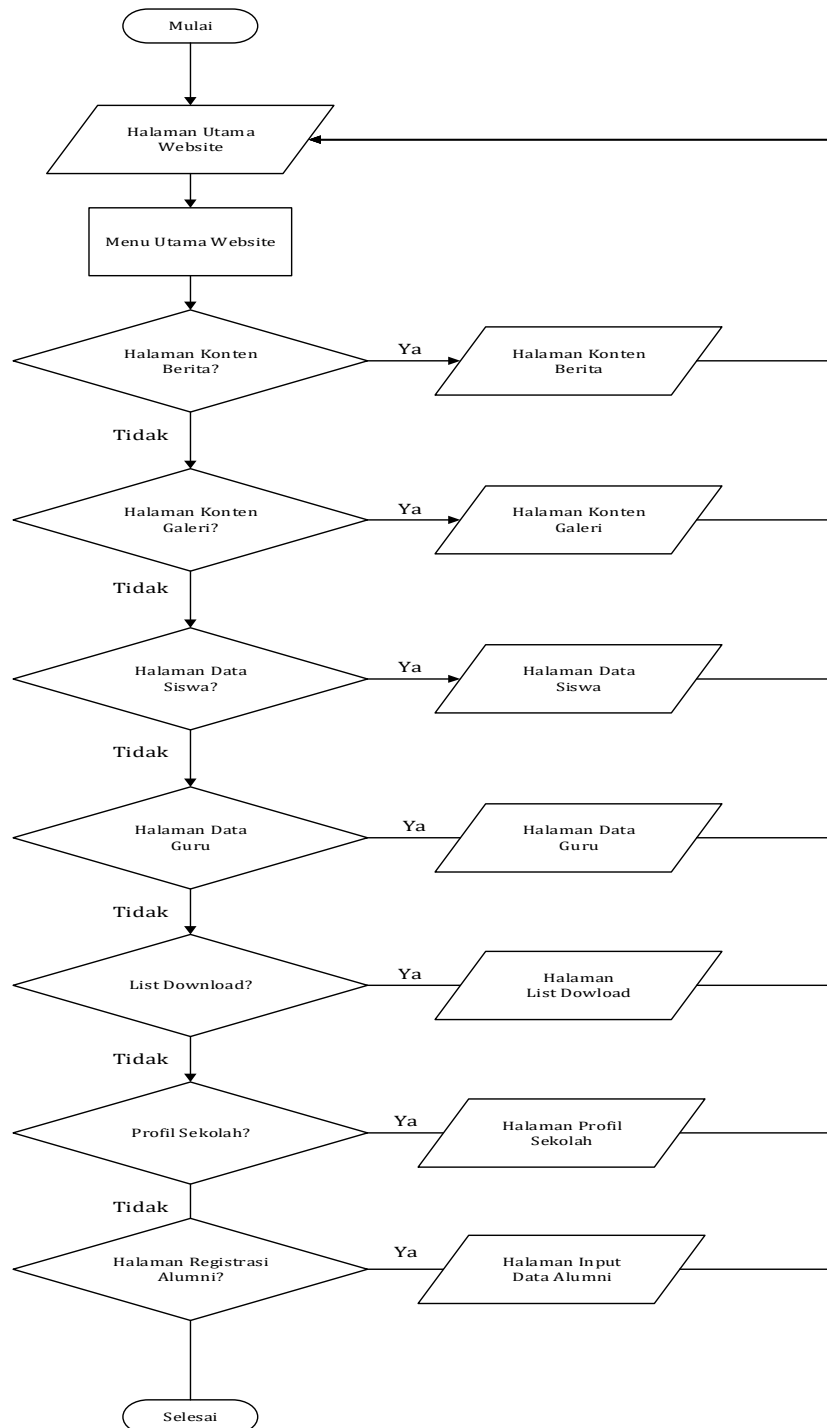 Mulai
Halaman Utama
Website
Menu Utama Website
Halaman Konten
Berita?
Ya
Halaman Konten
Berita
Tidak
Halaman Konten
Galeri?
Ya
Halaman Konten
Galeri
Tidak
Halaman Data
Siswa?
Ya
Halaman Data
Siswa
Tidak
Halaman Data
Guru
Ya
Halaman Data
Guru
Tidak
List Download?
Ya
Halaman
List Dowload
Tidak
Profil Sekolah?
Ya
Halaman Profil
Sekolah
Tidak
Halaman Registrasi
Alumni?
Ya
Halaman Input
Data Alumni
Selesai